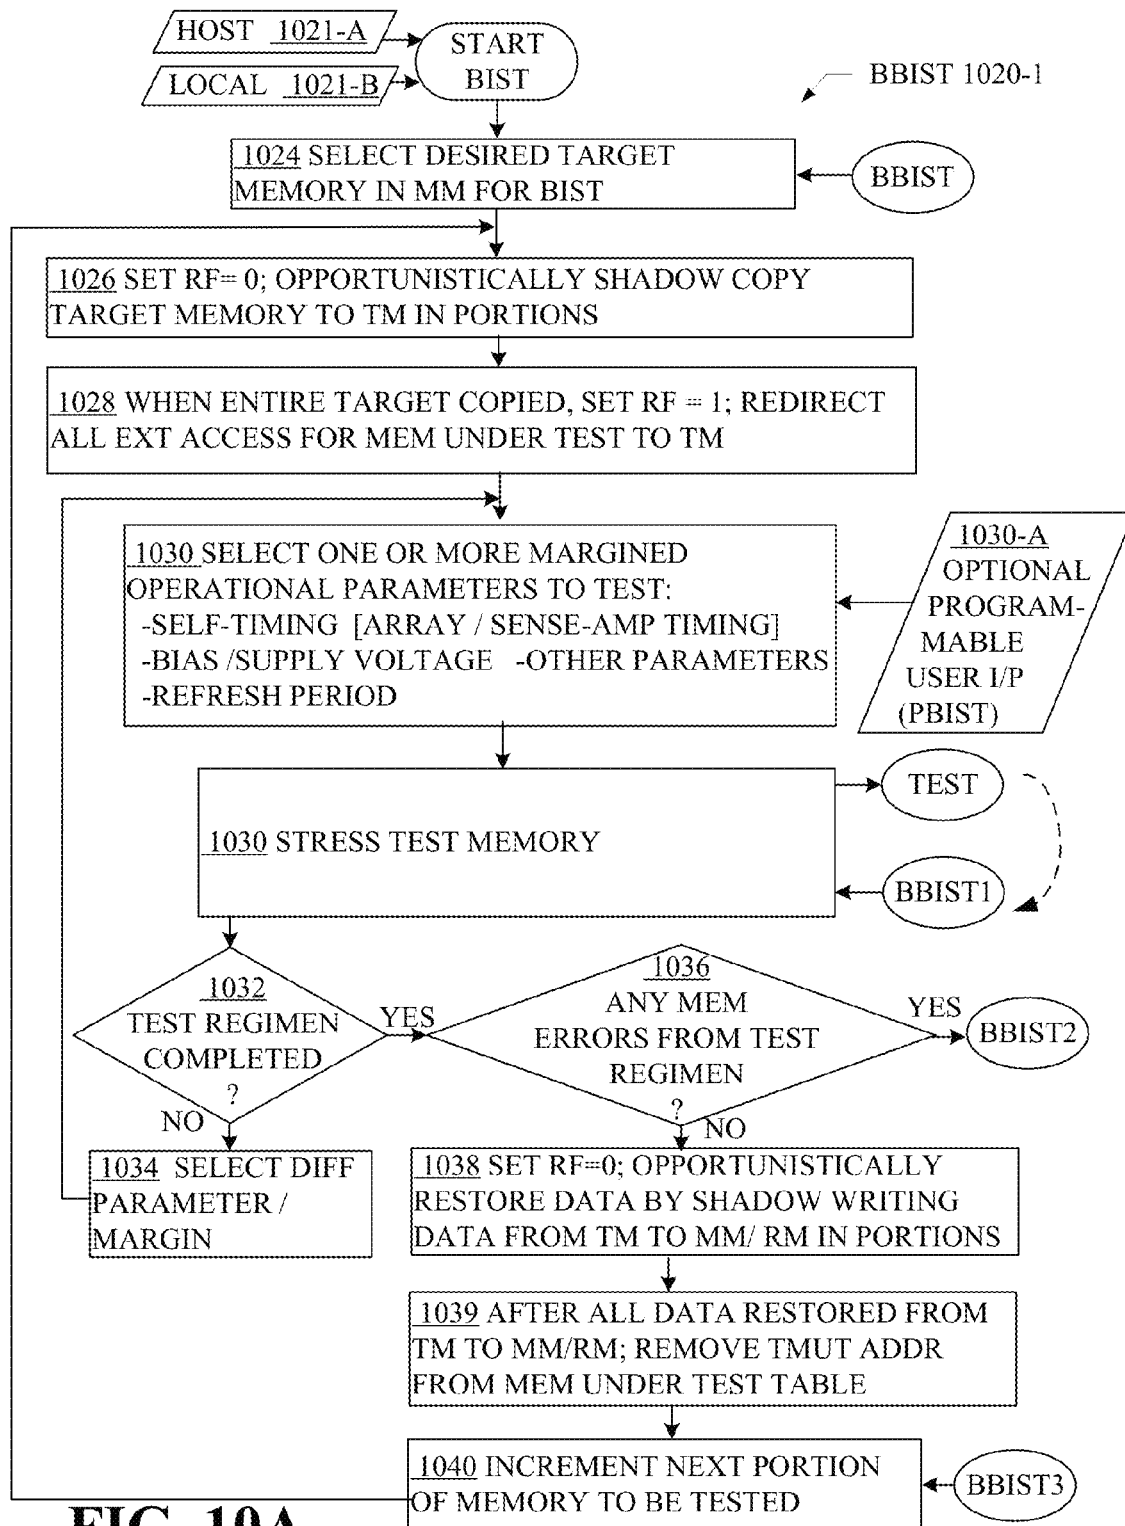 HOST 1021-A
LOCAL 1021-B
START
BIST
BBIST 1020-1
1024 SELECT DESIRED TARGET
MEMORY IN MM FOR BIST
BBIST
1026 SET RF= 0; OPPORTUNISTICALLY SHADOW COPY
TARGET MEMORY TO TM IN PORTIONS
1028 WHEN ENTIRE TARGET COPIED, SET RF = 1; REDIRECT
ALL EXT ACCESS FOR MEM UNDER TEST TO TM
1030 SELECT ONE OR MORE MARGINED
OPERATIONAL PARAMETERS TO TEST:
-SELF-TIMING [ARRAY / SENSE-AMP TIMING]
-BIAS /SUPPLY VOLTAGE -OTHER PARAMETERS
-REFRESH PERIOD
1030-A
OPTIONAL
PROGRAM-
MABLE
USER I/P
(PBIST)
1030 STRESS TEST MEMORY
TEST
BBIST1
1032
TEST REGIMEN
COMPLETED
?
YES
NO
1036
ANY MEM
ERRORS FROM TEST
REGIMEN
?
YES
NO
BBIST2
1034 SELECT DIFF
PARAMETER /
MARGIN
1038 SET RF=0; OPPORTUNISTICALLY
RESTORE DATA BY SHADOW WRITING
DATA FROM TM TO MM/ RM IN PORTIONS
1039 AFTER ALL DATA RESTORED FROM
TM TO MM/RM; REMOVE TMUT ADDR
FROM MEM UNDER TEST TABLE
1040 INCREMENT NEXT PORTION
OF MEMORY TO BE TESTED
BBIST3
FIG. 10A